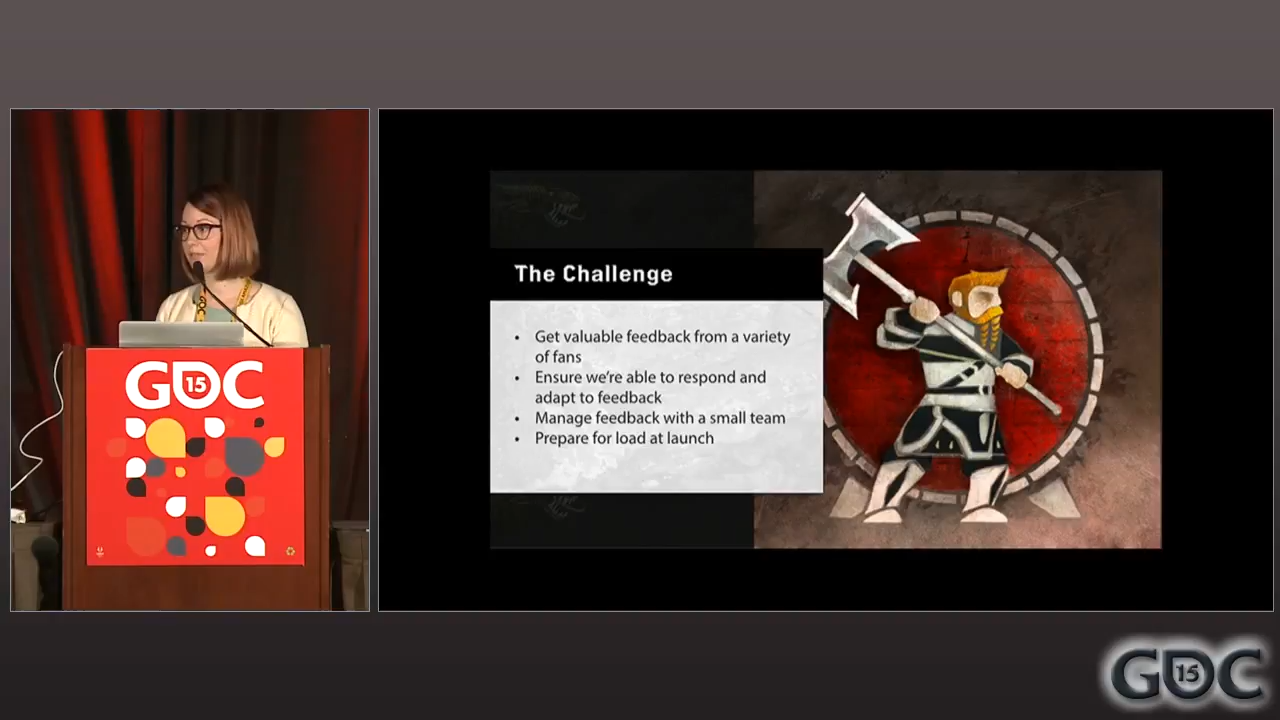 GDC
15
The Challenge
• Get valuable feedback from a variety
of fans
• Ensure we're able to respond and
adapt to feedback
• Manage feedback with a small team
• Prepare for load at launch
GDC
15